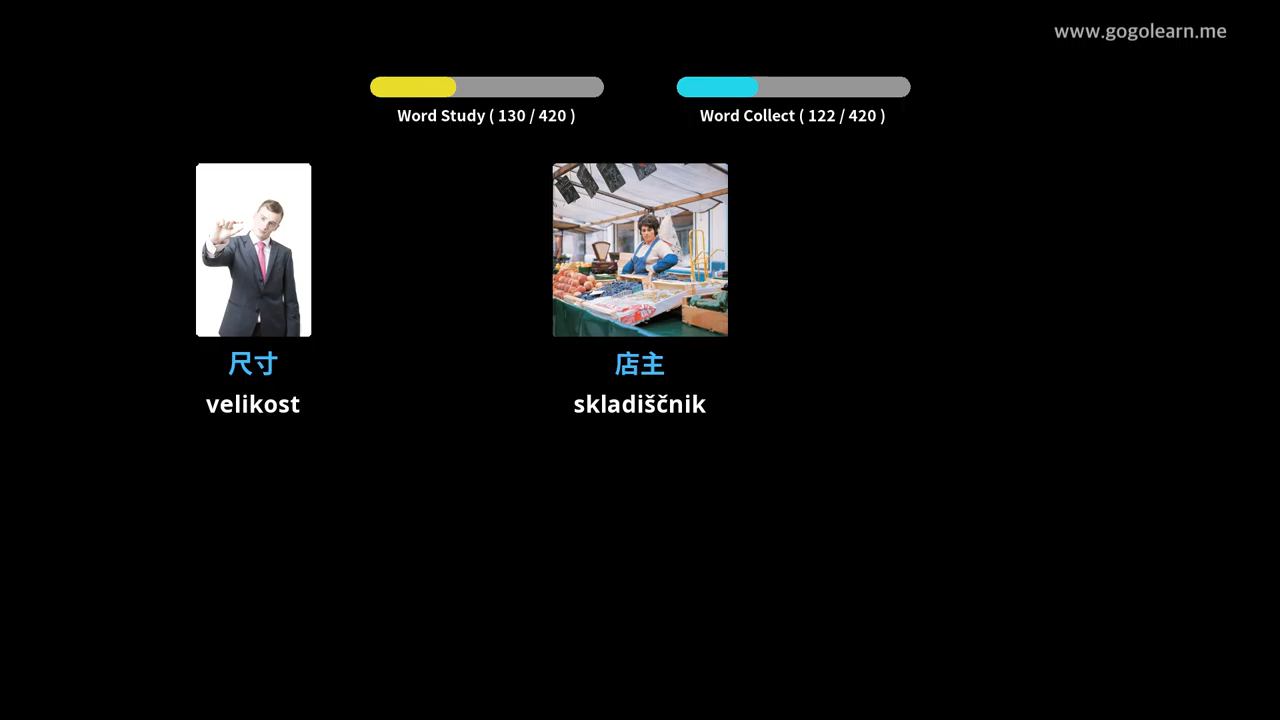 www.gogolearn.me
Word Study ( 130 / 420 )
Word Collect ( 122 / 420 )
尺寸
velikost
店主
skladiščnik